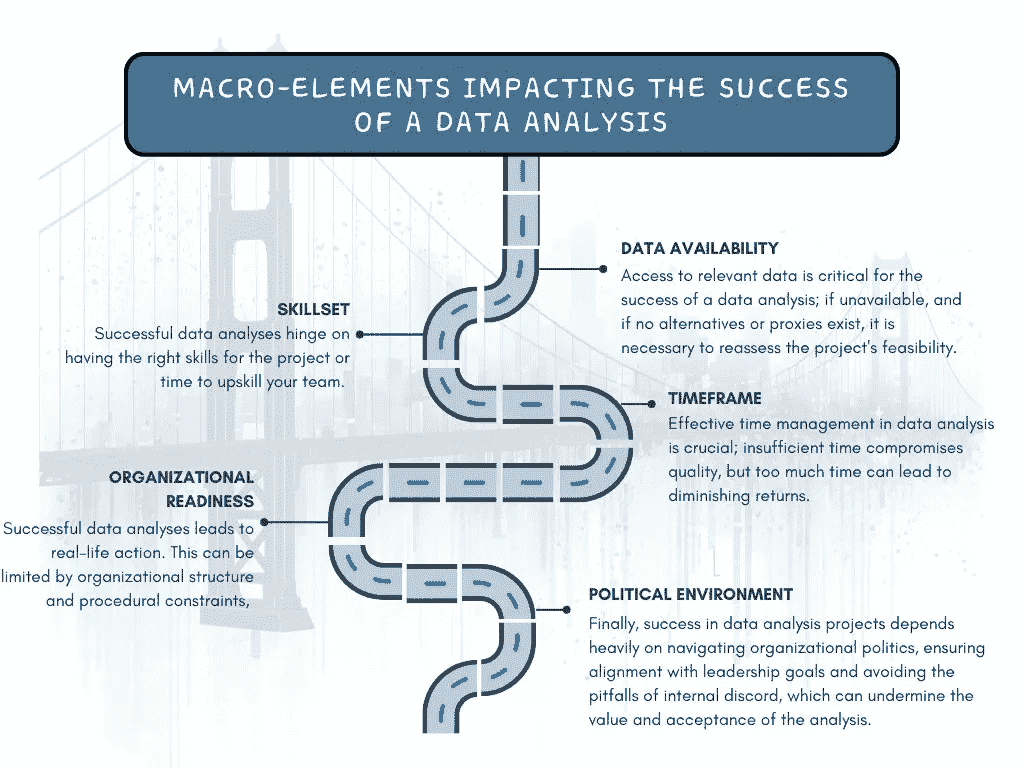 MACRO-ELEMENTS IMPACTING THE SUCCESS
OF A DATA ANALYSIS
DATA AVAILABILITY
Access to relevant data is critical for the
success of a data analysis; if unavailable, and
if no alternatives or proxies exist, it is
necessary to reassess the project's feasibility.
SKILLSET
Successful data analyses hinge on
having the right skills for the project or
time to upskill your team.
TIMEFRAME
Effective time management in data analysis
is crucial; insufficient time compromises
quality, but too much time can lead to
diminishing returns.
ORGANIZATIONAL
READINESS
Successful data analyses leads to
real-life action. This can be
limited by organizational structure
and procedural constraints,
POLITICAL ENVIRONMENT
Finally, success in data analysis projects depends
heavily on navigating organizational politics, ensuring
alignment with leadership goals and avoiding the
pitfalls of internal discord, which can undermine the
value and acceptance of the analysis.